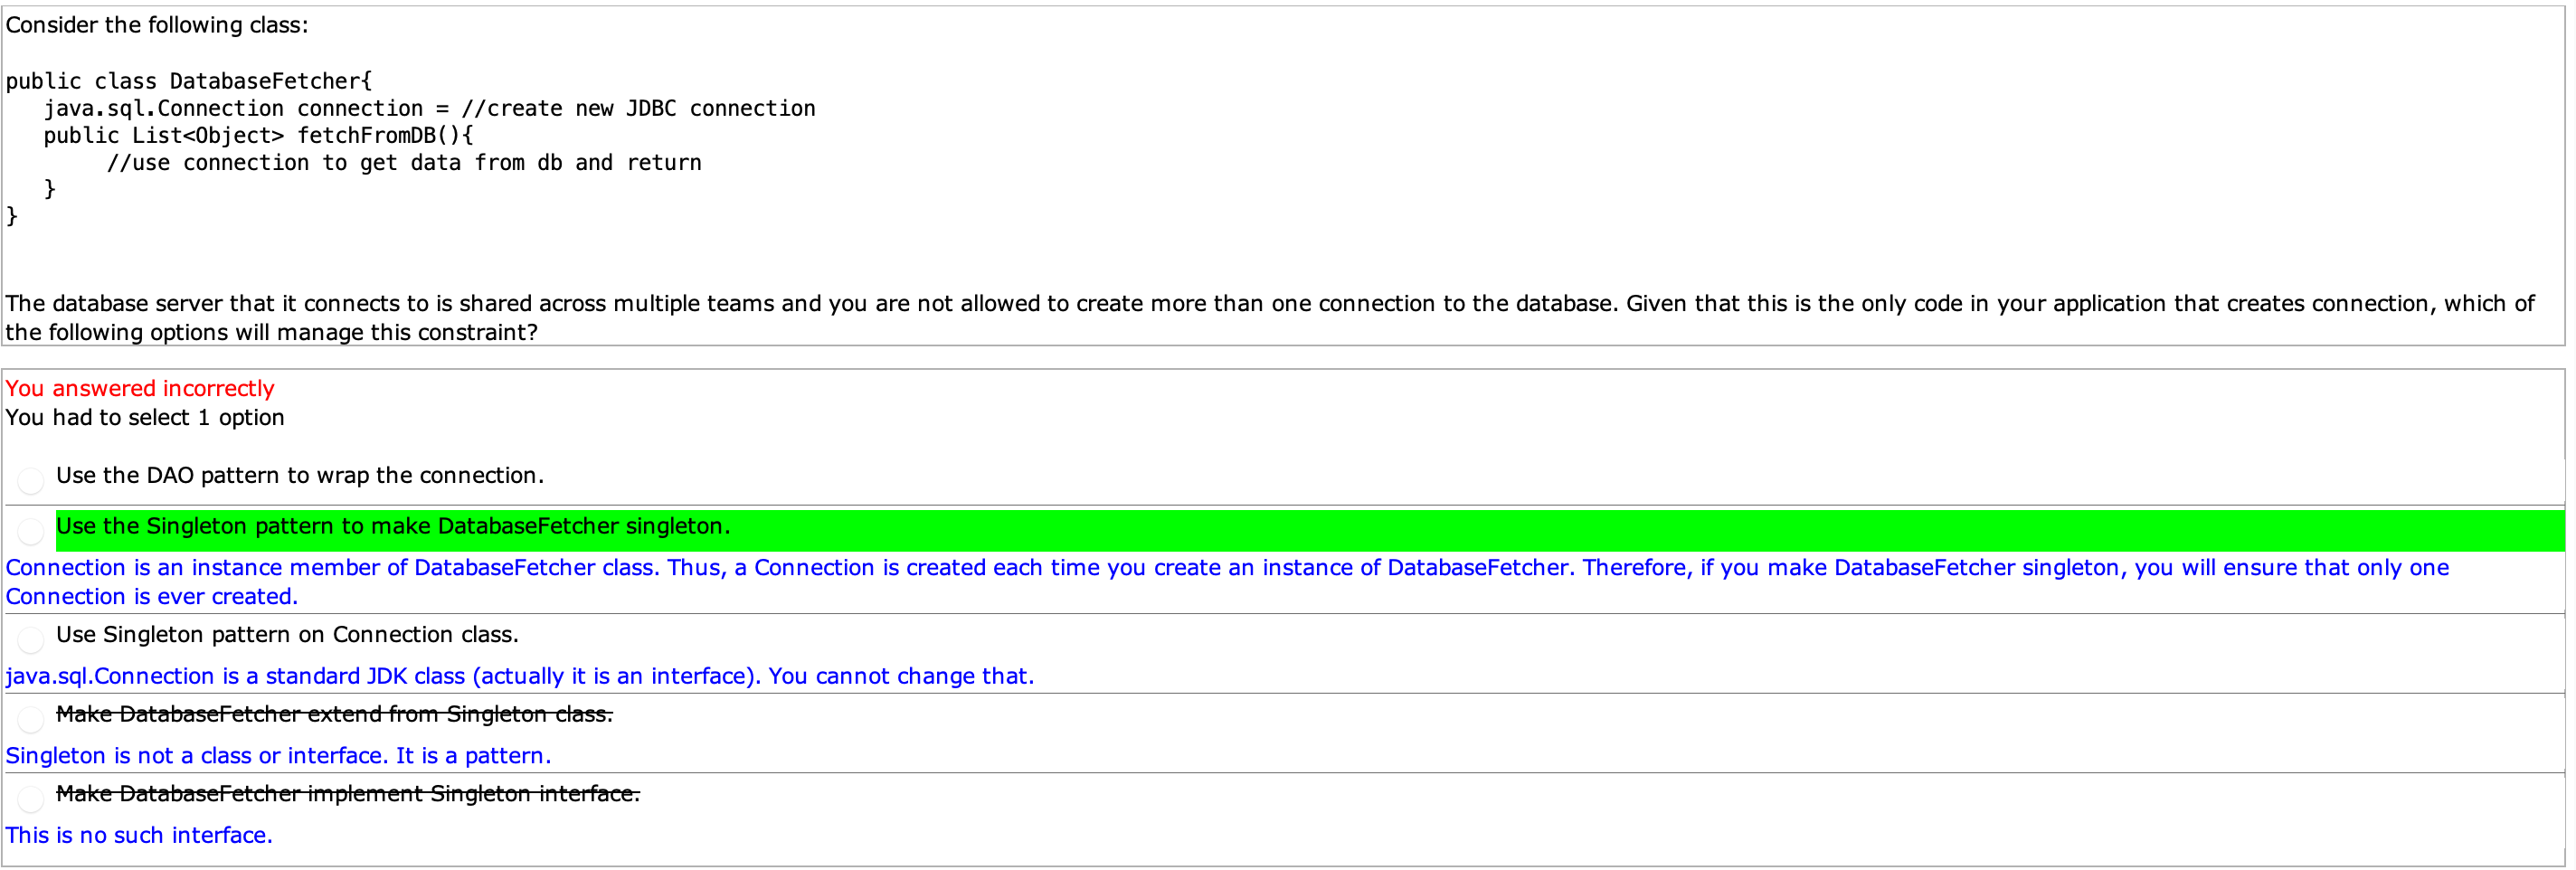 Consider the following class:
public class DatabaseFetcher{
java.sql.Connection connection = //create new JDBC connection
public List<Object> fetchFromDB(){
//use connection to get data from db and return
}
}
The database server that it connects to is shared across multiple teams and you are not allowed to create more than one connection to the database. Given that this is the only code in your application that creates connection, which of
the following options will manage this constraint?
You answered incorrectly
You had to select 1 option
Use the DAO pattern to wrap the connection.
Use the Singleton pattern to make DatabaseFetcher singleton.
Connection is an instance member of DatabaseFetcher class. Thus, a Connection is created each time you create an instance of DatabaseFetcher. Therefore, if you make DatabaseFetcher singleton, you will ensure that only one
Connection is ever created.
Use Singleton pattern on Connection class.
java.sql.Connection is a standard JDK class (actually it is an interface). You cannot change that.
Make DatabaseFetcher extend from Singleton class.
Singleton is not a class or interface. It is a pattern.
Make DatabaseFetcher implement Singleton interface.
This is no such interface.